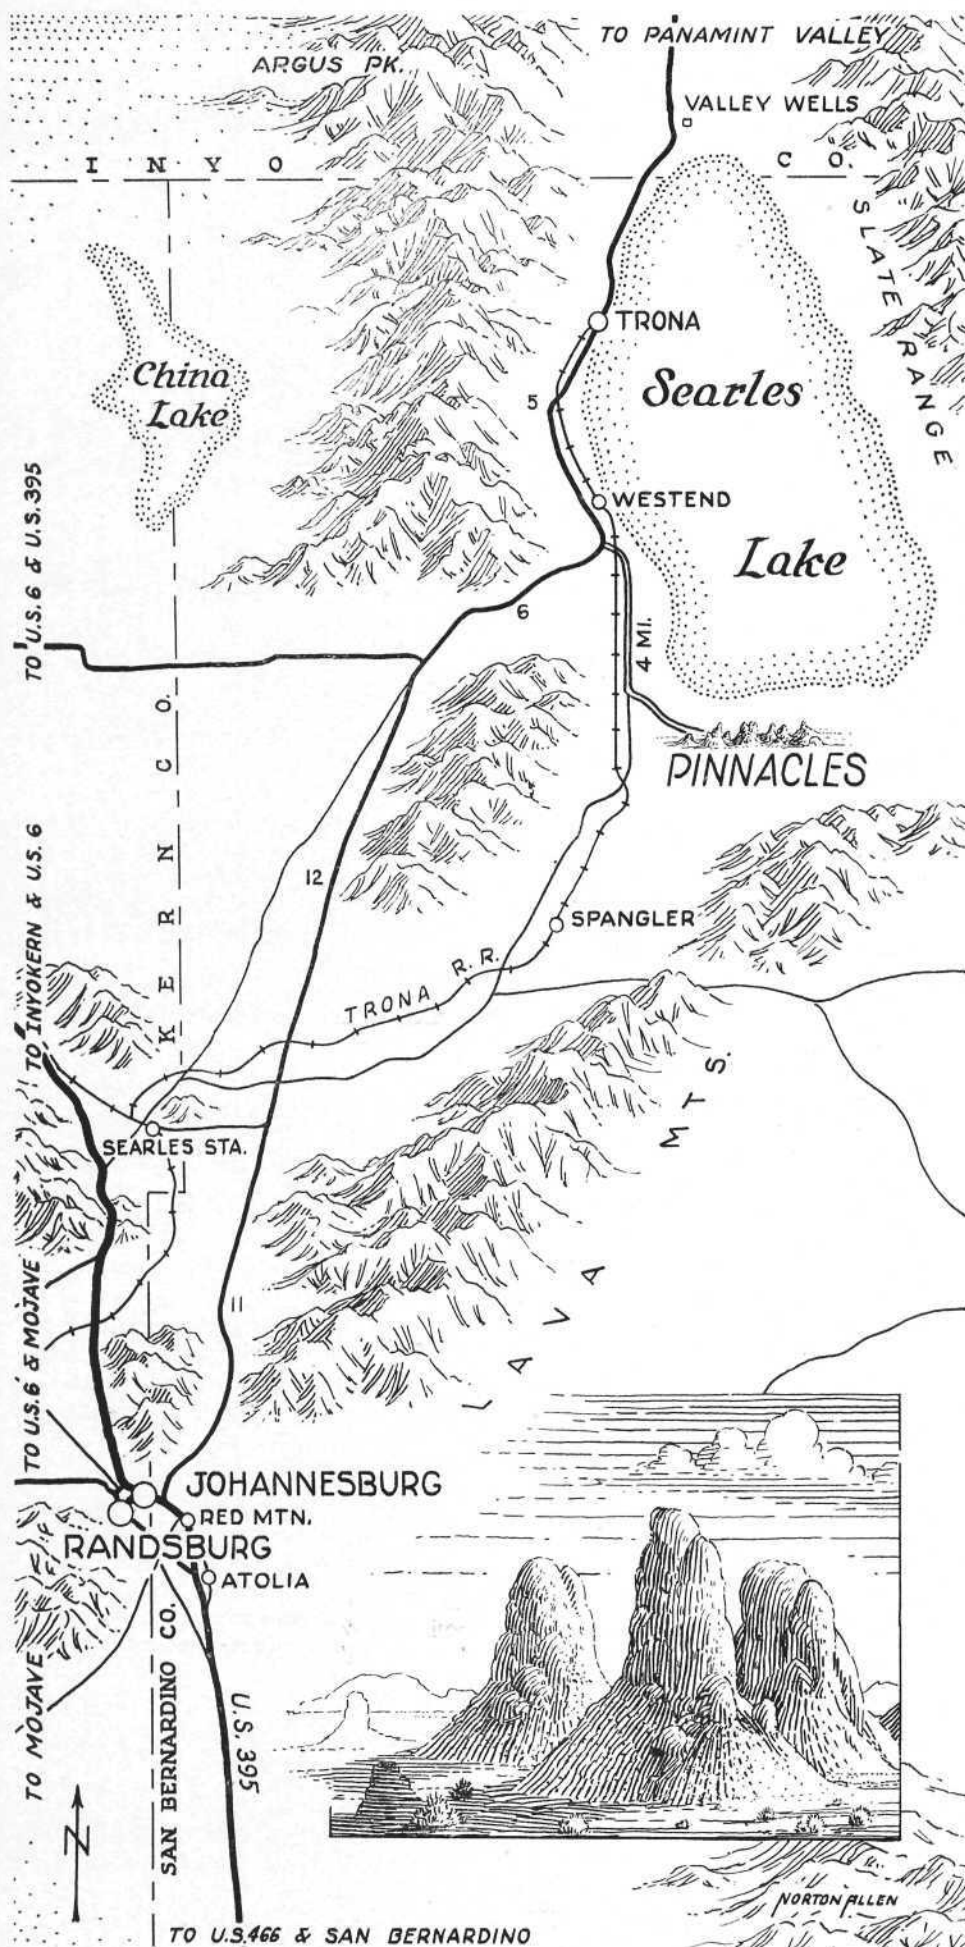 TO PANAMINT VALLEY
ARGUS PK.
VALLEY WELLS
INYO CO.
SLATE RANGE
TRONA
China
Lake
Searles
Lake
5
WESTEND
TO U.S.6 & U.S.395
6
4 MI.
PINNACLES
KERN CO.
12
TO INYOKERN & U.S. 6
SPANGLER
TRONA R.R.
SEARLES STA.
LAVA MTS.
11
TO U.S.6 & MOJAVE
JOHANNESBURG
RED MTN.
RANDSBURG
ATOLIA
TO MOJAVE
SAN BERNARDINO CO.
U.S. 395
N
NORTON ALLEN
TO U.S.466 & SAN BERNARDINO